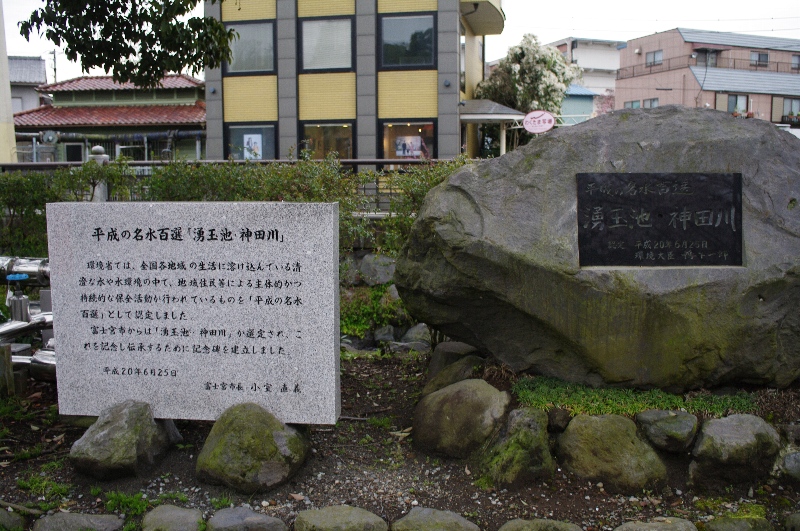 平成の名水百選「湧玉池・神田川」
環境省では、全国各地域の生活に溶け込んでいる清
澄な水や水環境の中で、地域住民等による主体的かつ
持続的な保全活動が行われているものを「平成の名水
百選」として認定しました。
富士宮市からは「湧玉池・神田川」が選定され、こ
れを記念し伝承するために記念碑を建立しました。
平成20年6月25日
富士宮市長 小室直義
平成の名水百選
湧玉池・神田川
認定 平成20年6月25日
環境大臣 鴨下一郎